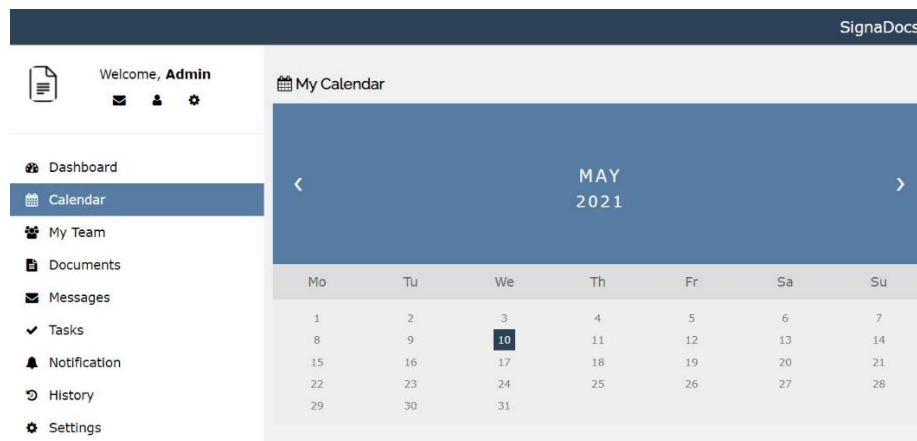 SignaDocs
Welcome, Admin
Dashboard
Calendar
My Team
Documents
Messages
Tasks
Notification
History
Settings
My Calendar
❮ MAY ❯
2021
Mo Tu We Th Fr Sa Su
1 2 3 4 5 6 7
8 9 10 11 12 13 14
15 16 17 18 19 20 21
22 23 24 25 26 27 28
29 30 31